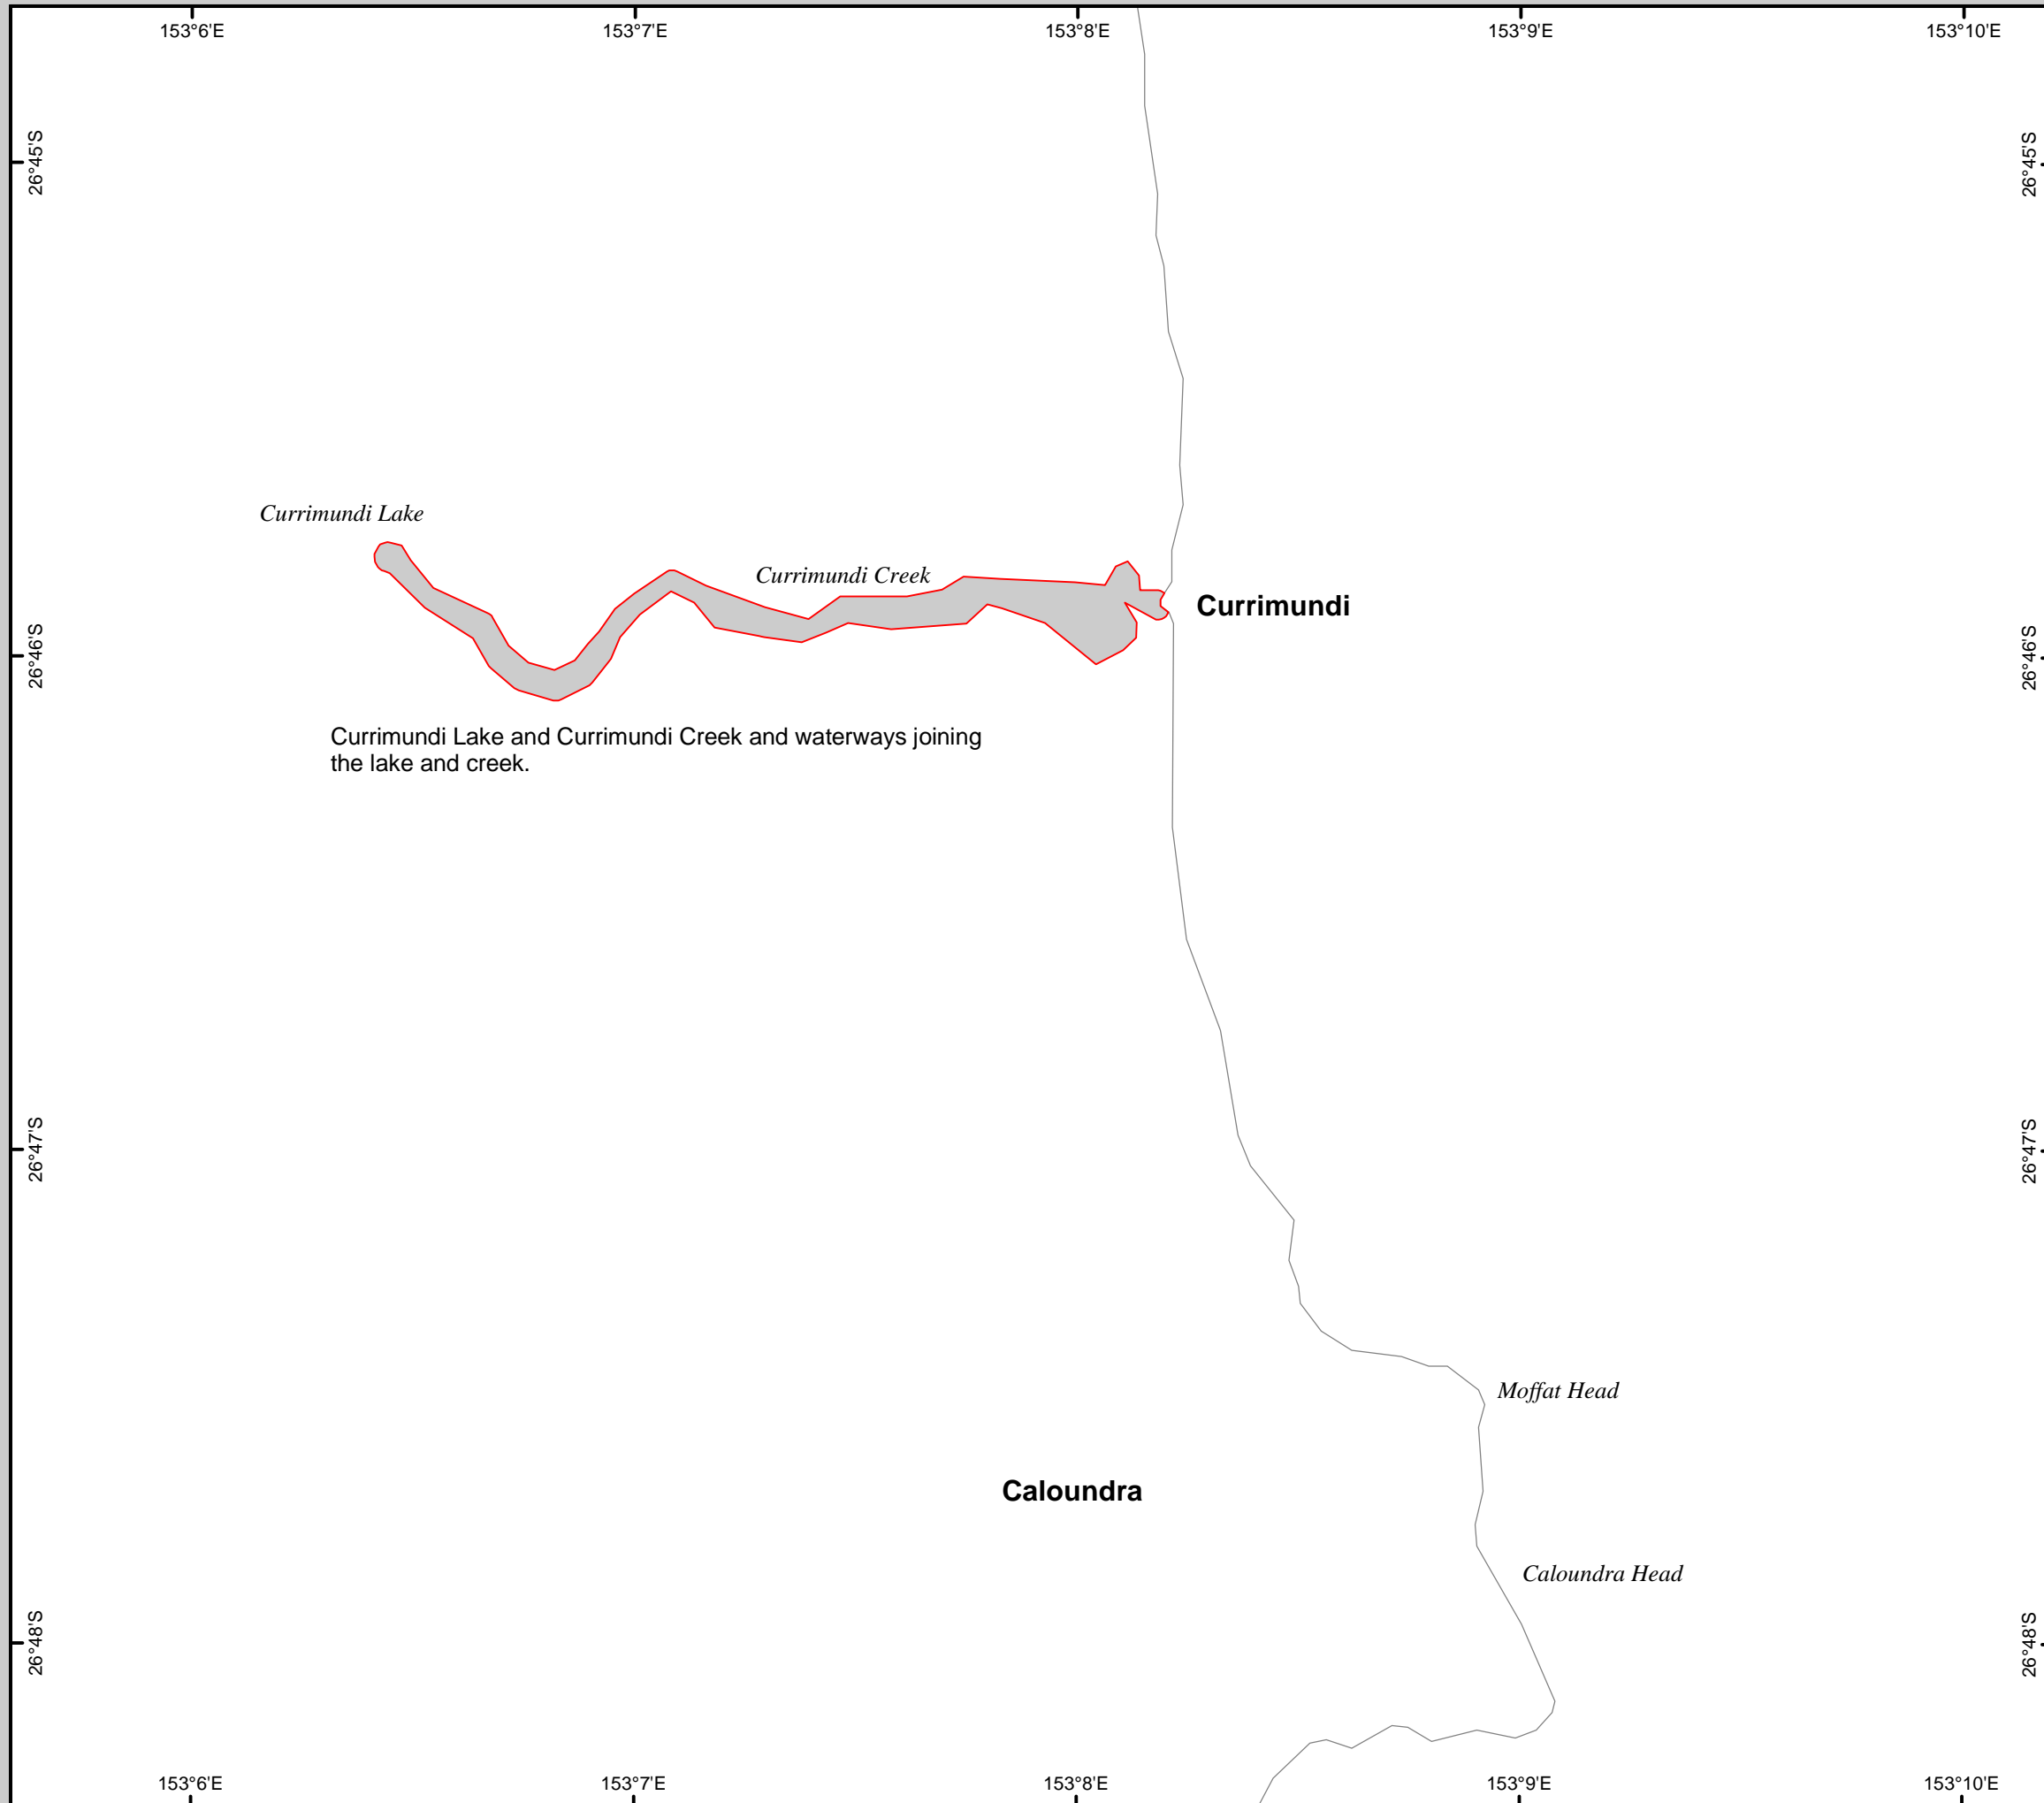 153°6'E
153°7'E
153°8'E
153°9'E
153°10'E
26°45'S
26°45'S
Currimundi Lake
Currimundi Creek
Currimundi
26°46'S
26°46'S
Currimundi Lake and Currimundi Creek and waterways joining
the lake and creek.
26°47'S
26°47'S
Moffat Head
Caloundra
Caloundra Head
26°48'S
26°48'S
153°6'E
153°7'E
153°8'E
153°9'E
153°10'E